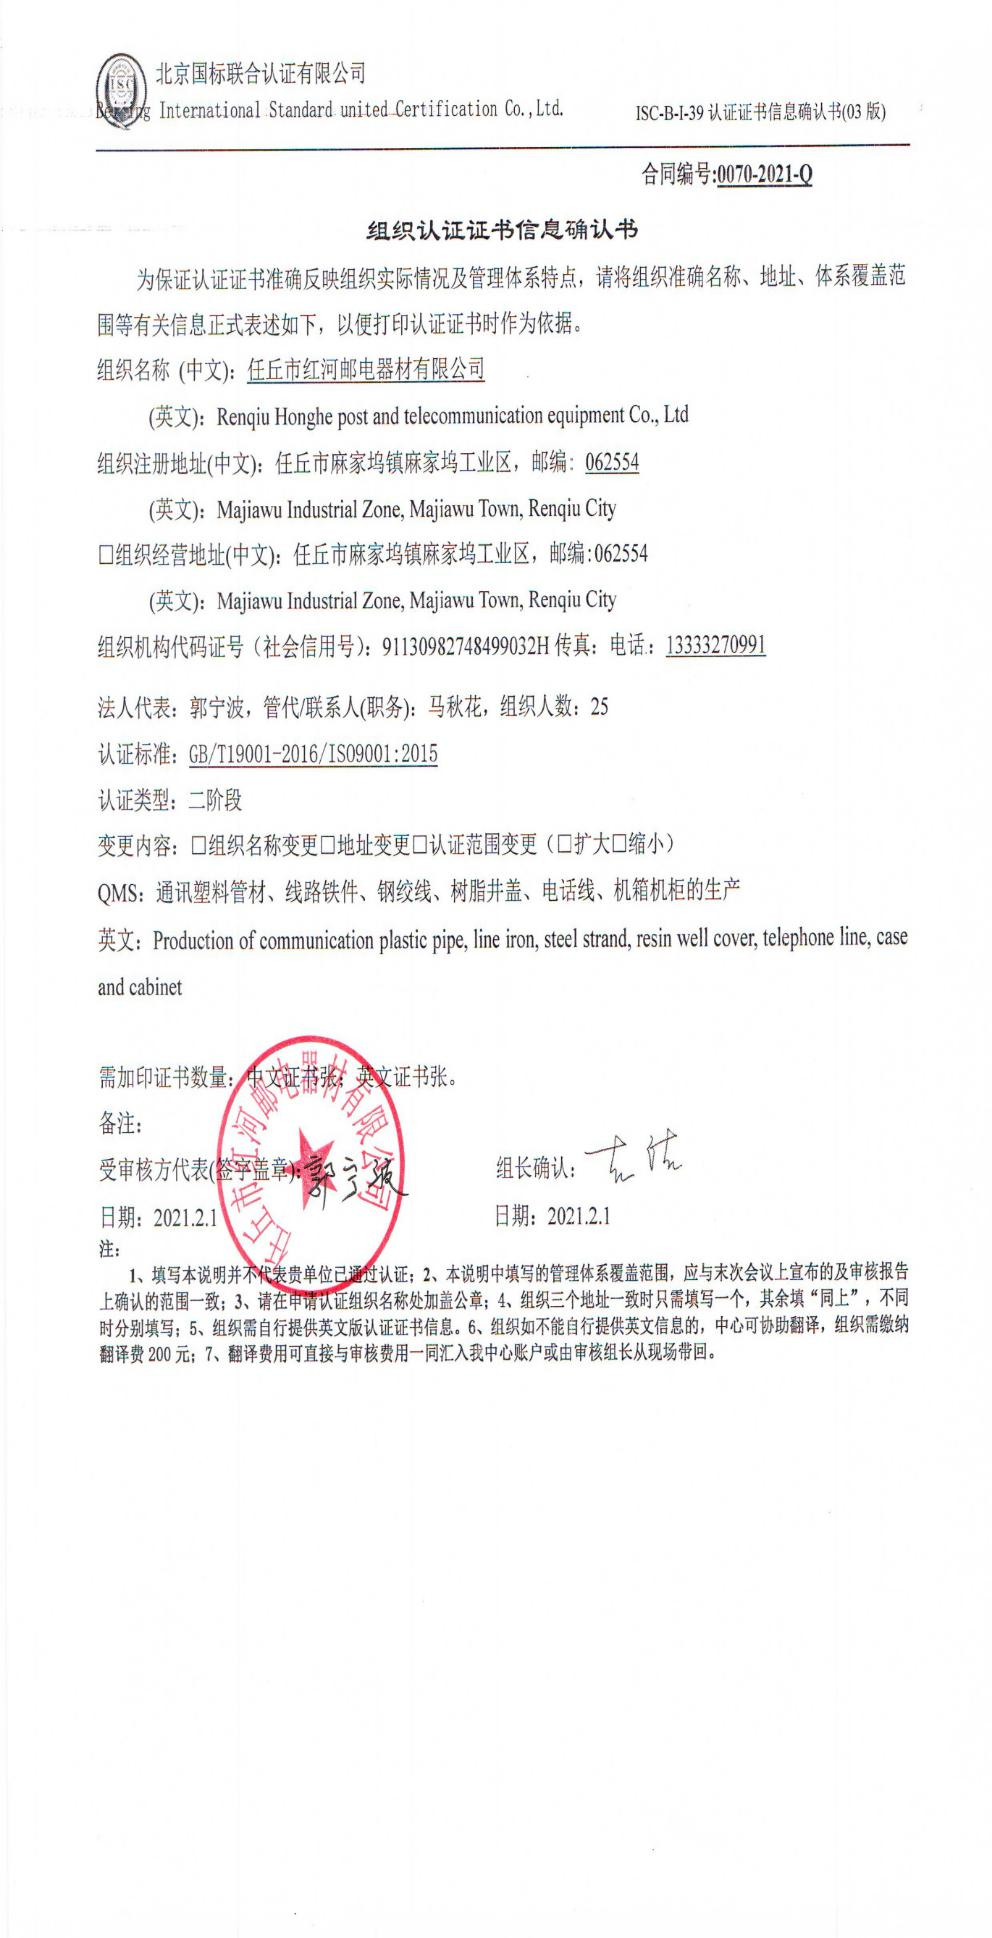 北京国标联合认证有限公司
Beijing International Standard united Certification Co.,Ltd. ISC-B-I-39 认证证书信息确认书(03 版)
合同编号:0070-2021-Q
组织认证证书信息确认书
为保证认证证书准确反映组织实际情况及管理体系特点，请将组织准确名称、地址、体系覆盖范
围等有关信息正式表述如下，以便打印认证证书时作为依据。
组织名称 (中文)：任丘市红河邮电器材有限公司
(英文)：Renqiu Honghe post and telecommunication equipment Co., Ltd
组织注册地址(中文)：任丘市麻家坞镇麻家坞工业区，邮编：062554
(英文)：Majiawu Industrial Zone, Majiawu Town, Renqiu City
☐组织经营地址(中文)：任丘市麻家坞镇麻家坞工业区，邮编:062554
(英文)：Majiawu Industrial Zone, Majiawu Town, Renqiu City
组织机构代码证号（社会信用号）：91130982748499032H 传真：电话：13333270991
法人代表：郭宁波，管代/联系人(职务)：马秋花，组织人数：25
认证标准：GB/T19001-2016/ISO9001:2015
认证类型：二阶段
变更内容：☐组织名称变更☐地址变更☐认证范围变更（☐扩大☐缩小）
QMS：通讯塑料管材、线路铁件、钢绞线、树脂井盖、电话线、机箱机柜的生产
英文：Production of communication plastic pipe, line iron, steel strand, resin well cover, telephone line, case
and cabinet
需加印证书数量：中文证书张；英文证书张。
备注：
受审核方代表(签字盖章)：郭宁波 组长确认：
日期：2021.2.1 日期：2021.2.1
任丘市红河邮电器材有限公司
注：
1、填写本说明并不代表贵单位已通过认证；2、本说明中填写的管理体系覆盖范围，应与末次会议上宣布的及审核报告
上确认的范围一致；3、请在申请认证组织名称处加盖公章；4、组织三个地址一致时只需填写一个，其余填“同上”，不同
时分别填写；5、组织需自行提供英文版认证证书信息。6、组织如不能自行提供英文信息的，中心可协助翻译，组织需缴纳
翻译费 200 元；7、翻译费用可直接与审核费用一同汇入我中心账户或由审核组长从现场带回。